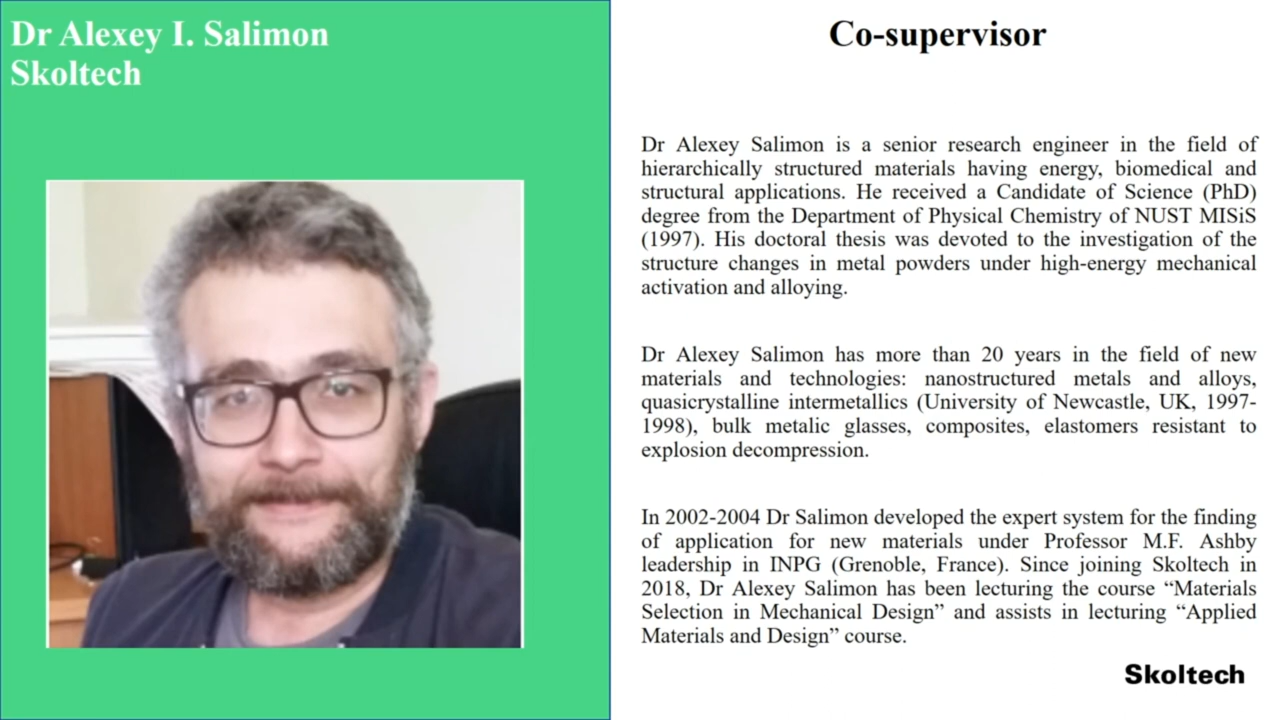 Dr Alexey I. Salimon
Skoltech
Co-supervisor
Dr Alexey Salimon is a senior research engineer in the field of
hierarchically structured materials having energy, biomedical and
structural applications. He received a Candidate of Science (PhD)
degree from the Department of Physical Chemistry of NUST MISiS
(1997). His doctoral thesis was devoted to the investigation of the
structure changes in metal powders under high-energy mechanical
activation and alloying.
Dr Alexey Salimon has more than 20 years in the field of new
materials and technologies: nanostructured metals and alloys,
quasicrystalline intermetallics (University of Newcastle, UK, 1997-
1998), bulk metalic glasses, composites, elastomers resistant to
explosion decompression.
In 2002-2004 Dr Salimon developed the expert system for the finding
of application for new materials under Professor M.F. Ashby
leadership in INPG (Grenoble, France). Since joining Skoltech in
2018, Dr Alexey Salimon has been lecturing the course “Materials
Selection in Mechanical Design” and assists in lecturing “Applied
Materials and Design” course.
Skoltech